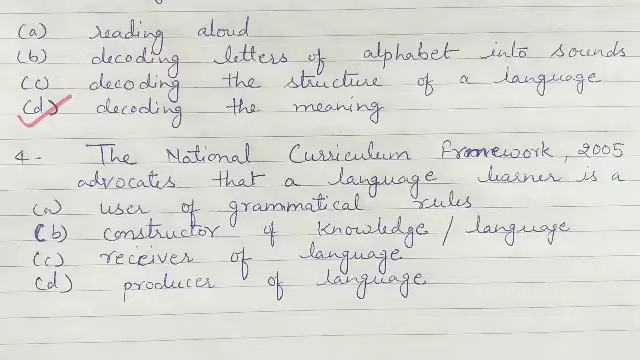 (a) reading aloud
(b) decoding letters of alphabet into sounds
(c) decoding the structure of a language
(d) decoding the meaning
4- The National Curriculum Framework, 2005
advocates that a language learner is a
(a) user of grammatical rules
(b) constructor of knowledge / language
(c) receiver of language
(d) producer of language